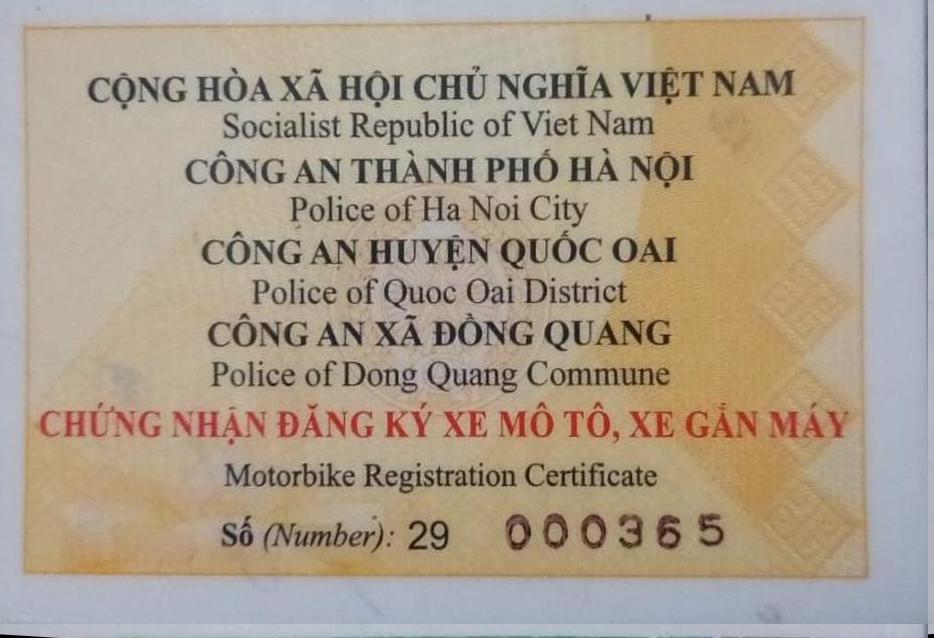 CỘNG HÒA XÃ HỘI CHỦ NGHĨA VIỆT NAM
Socialist Republic of Viet Nam
CÔNG AN THÀNH PHỐ HÀ NỘI
Police of Ha Noi City
CÔNG AN HUYỆN QUỐC OAI
Police of Quoc Oai District
CÔNG AN XÃ ĐỒNG QUANG
Police of Dong Quang Commune
CHỨNG NHẬN ĐĂNG KÝ XE MÔ TÔ, XE GẮN MÁY
Motorbike Registration Certificate
Số (Number): 29 000365